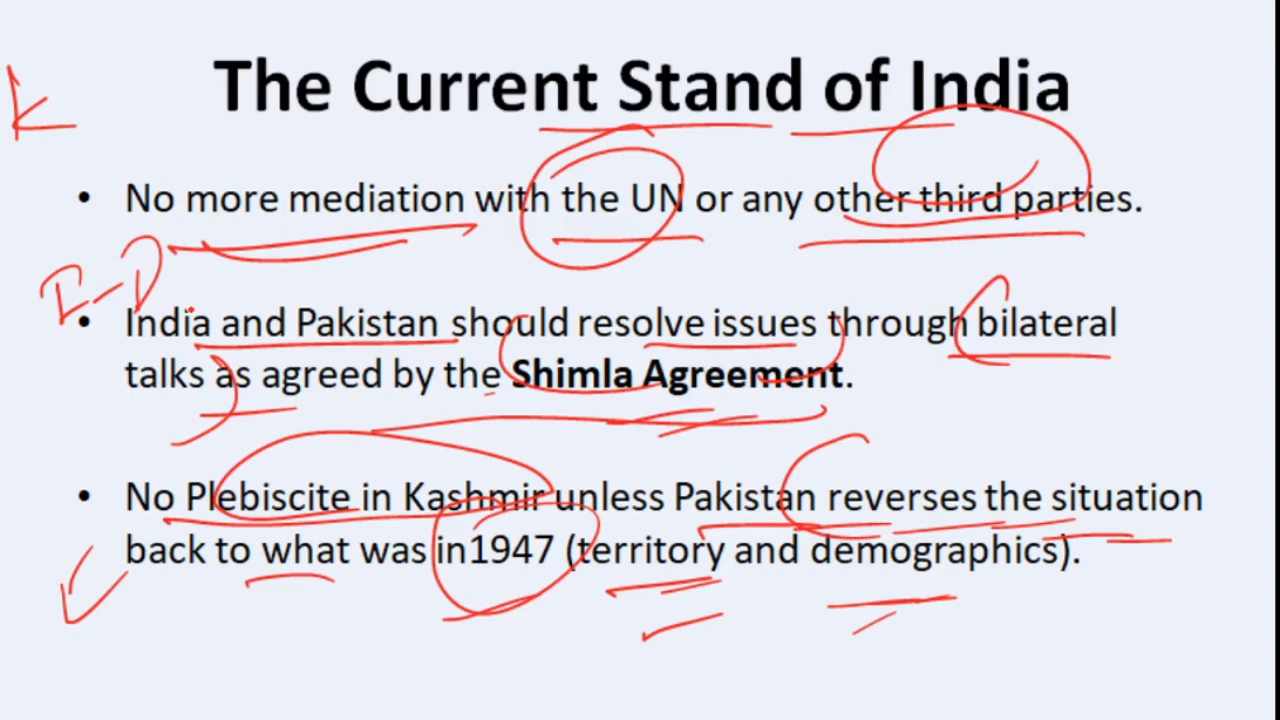 The Current Stand of India
K
• No more mediation with the UN or any other third parties.
I-P
• India and Pakistan should resolve issues through bilateral
talks as agreed by the Shimla Agreement.
• No Plebiscite in Kashmir unless Pakistan reverses the situation
back to what was in1947 (territory and demographics).